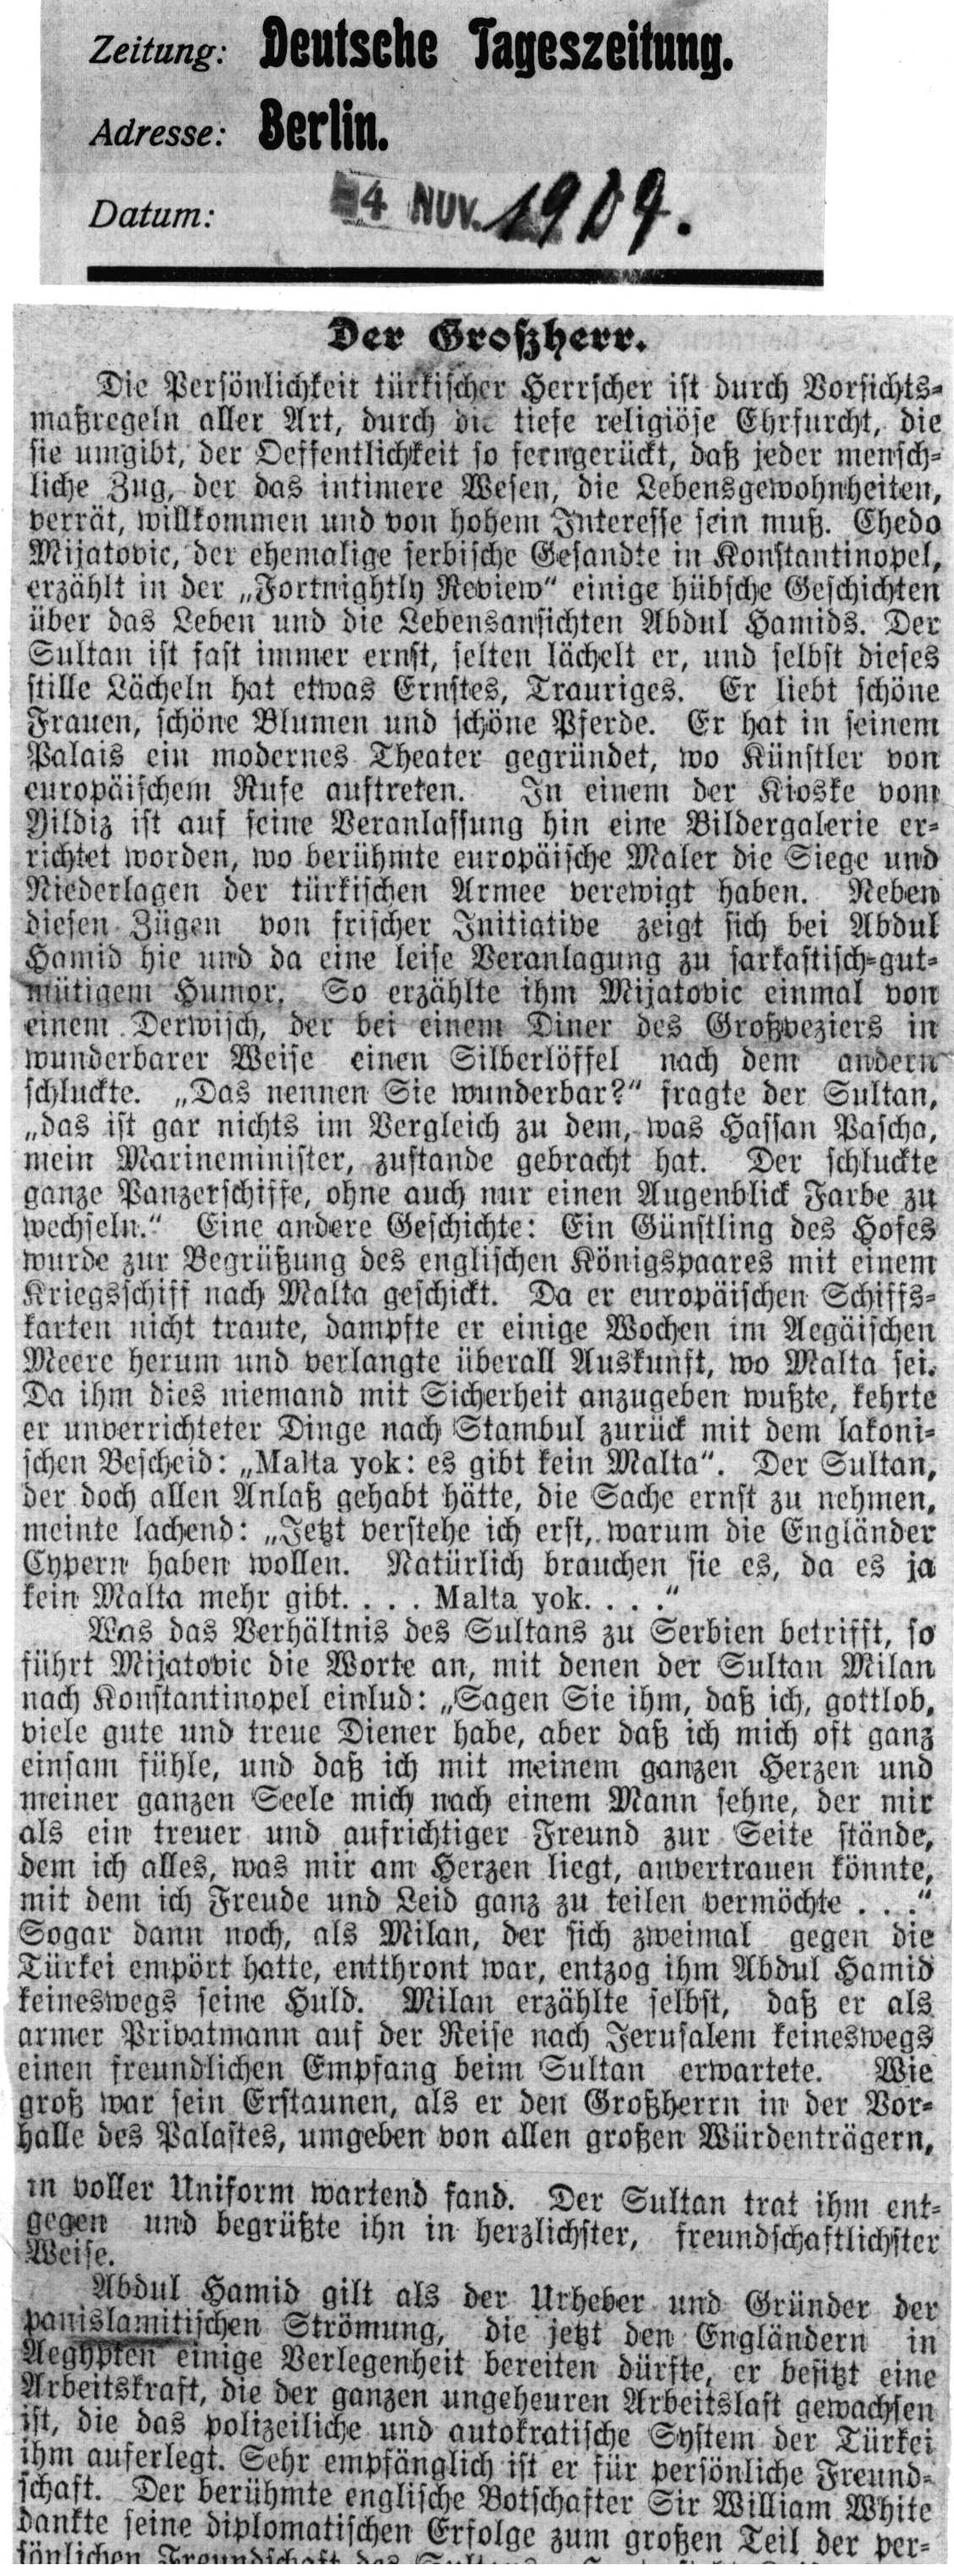 Zeitung: Deutsche Tageszeitung.
Adresse: Berlin.
Datum: -4 NOV. 1909.
Der Großherr.
Die Persönlichkeit türkischer Herrscher ist durch Vorsichts-
maßregeln aller Art, durch die tiefe religiöse Ehrfurcht, die
sie umgibt, der Oeffentlichkeit so ferngerückt, daß jeder mensch-
liche Zug, der das intimere Wesen, die Lebensgewohnheiten,
verrät, willkommen und von hohem Interesse sein muß. Chedo
Mijatovic, der ehemalige serbische Gesandte in Konstantinopel,
erzählt in der „Fortnightly Review“ einige hübsche Geschichten
über das Leben und die Lebensansichten Abdul Hamids. Der
Sultan ist fast immer ernst, selten lächelt er, und selbst dieses
stille Lächeln hat etwas Ernstes, Trauriges. Er liebt schöne
Frauen, schöne Blumen und schöne Pferde. Er hat in seinem
Palais ein modernes Theater gegründet, wo Künstler von
europäischem Rufe auftreten. In einem der Kioske vom
Yildiz ist auf seine Veranlassung hin eine Bildergalerie er-
richtet worden, wo berühmte europäische Maler die Siege und
Niederlagen der türkischen Armee verewigt haben. Neben
diesen Zügen von frischer Initiative zeigt sich bei Abdul
Hamid hie und da eine leise Veranlagung zu sarkastisch-gut-
mütigem Humor. So erzählte ihm Mijatovic einmal von
einem Derwisch, der bei einem Diner des Großveziers in
wunderbarer Weise einen Silberlöffel nach dem andern
schluckte. „Das nennen Sie wunderbar?“ fragte der Sultan,
„das ist gar nichts im Vergleich zu dem, was Hassan Pascha,
mein Marineminister, zustande gebracht hat. Der schluckte
ganze Panzerschiffe, ohne auch nur einen Augenblick Farbe zu
wechseln.“ Eine andere Geschichte: Ein Günstling des Hofes
wurde zur Begrüßung des englischen Königspaares mit einem
Kriegsschiff nach Malta geschickt. Da er europäischen Schiffs-
karten nicht traute, dampfte er einige Wochen im Aegäischen
Meere herum und verlangte überall Auskunft, wo Malta sei.
Da ihm dies niemand mit Sicherheit anzugeben wußte, kehrte
er unverrichteter Dinge nach Stambul zurück mit dem lakoni-
schen Bescheid: „Malta yok: es gibt kein Malta“. Der Sultan,
der doch allen Anlaß gehabt hätte, die Sache ernst zu nehmen,
meinte lachend: „Jetzt verstehe ich erst, warum die Engländer
Cypern haben wollen. Natürlich brauchen sie es, da es ja
kein Malta mehr gibt. . . . Malta yok. . . .“
Was das Verhältnis des Sultans zu Serbien betrifft, so
führt Mijatovic die Worte an, mit denen der Sultan Milan
nach Konstantinopel einlud: „Sagen Sie ihm, daß ich, gottlob,
viele gute und treue Diener habe, aber daß ich mich oft ganz
einsam fühle, und daß ich mit meinem ganzen Herzen und
meiner ganzen Seele mich nach einem Mann sehne, der mir
als ein treuer und aufrichtiger Freund zur Seite stände,
dem ich alles, was mir am Herzen liegt, anvertrauen könnte,
mit dem ich Freude und Leid ganz zu teilen vermöchte . . .“
Sogar dann noch, als Milan, der sich zweimal gegen die
Türkei empört hatte, entthront war, entzog ihm Abdul Hamid
keineswegs seine Huld. Milan erzählte selbst, daß er als
armer Privatmann auf der Reise nach Jerusalem keineswegs
einen freundlichen Empfang beim Sultan erwartete. Wie
groß war sein Erstaunen, als er den Großherrn in der Vor-
halle des Palastes, umgeben von allen großen Würdenträgern,
in voller Uniform wartend fand. Der Sultan trat ihm ent-
gegen und begrüßte ihn in herzlichster, freundschaftlichster
Weise.
Abdul Hamid gilt als der Urheber und Gründer der
panislamitischen Strömung, die jetzt den Engländern in
Aegypten einige Verlegenheit bereiten dürfte, er besitzt eine
Arbeitskraft, die der ganzen ungeheuren Arbeitslast gewachsen
ist, die das polizeiliche und autokratische System der Türkei
ihm auferlegt. Sehr empfänglich ist er für persönliche Freund-
schaft. Der berühmte englische Botschafter Sir William White
dankte seine diplomatischen Erfolge zum großen Teil der per-
sönlichen Freundschaft des Sultans.